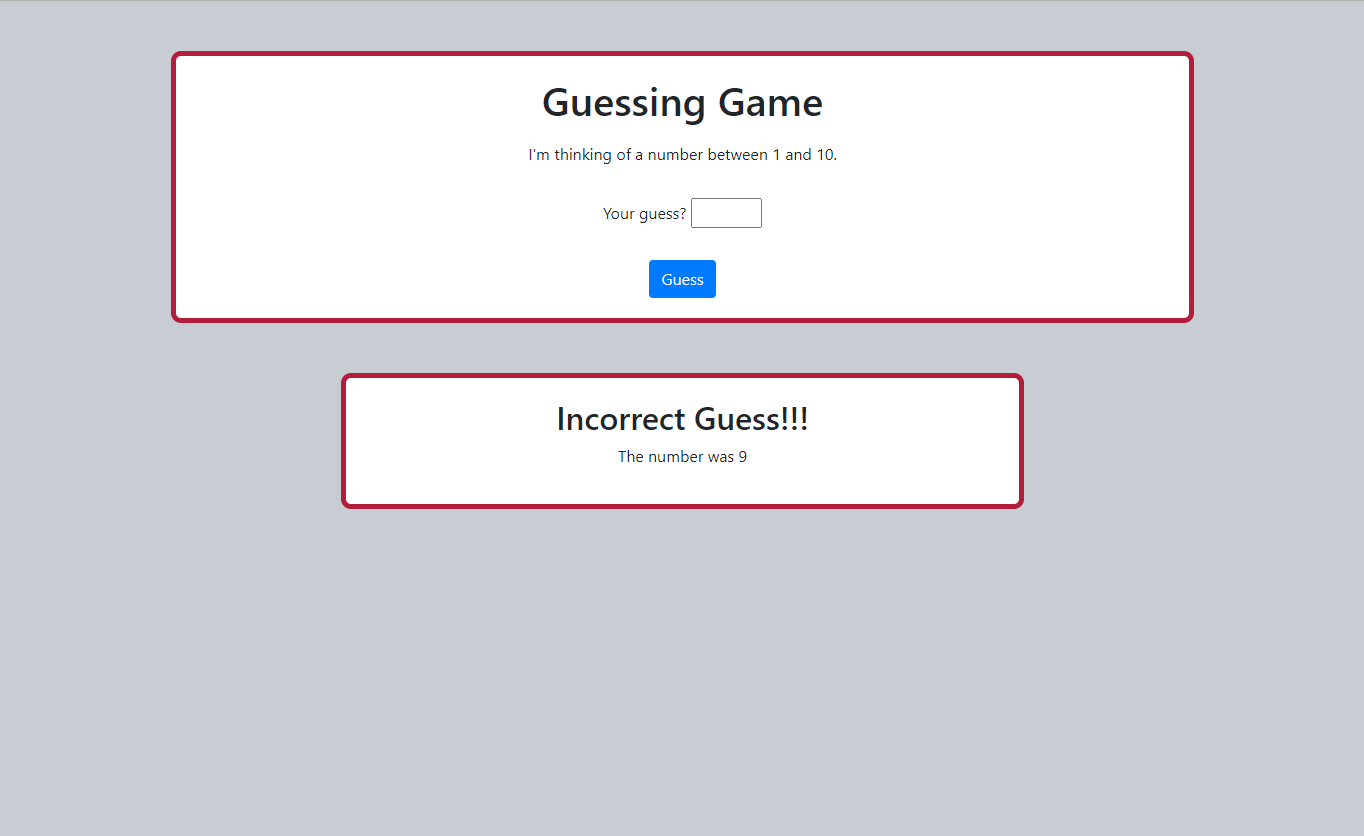 Guessing Game
I'm thinking of a number between 1 and 10.
Your guess?
Guess
Incorrect Guess!!!
The number was 9